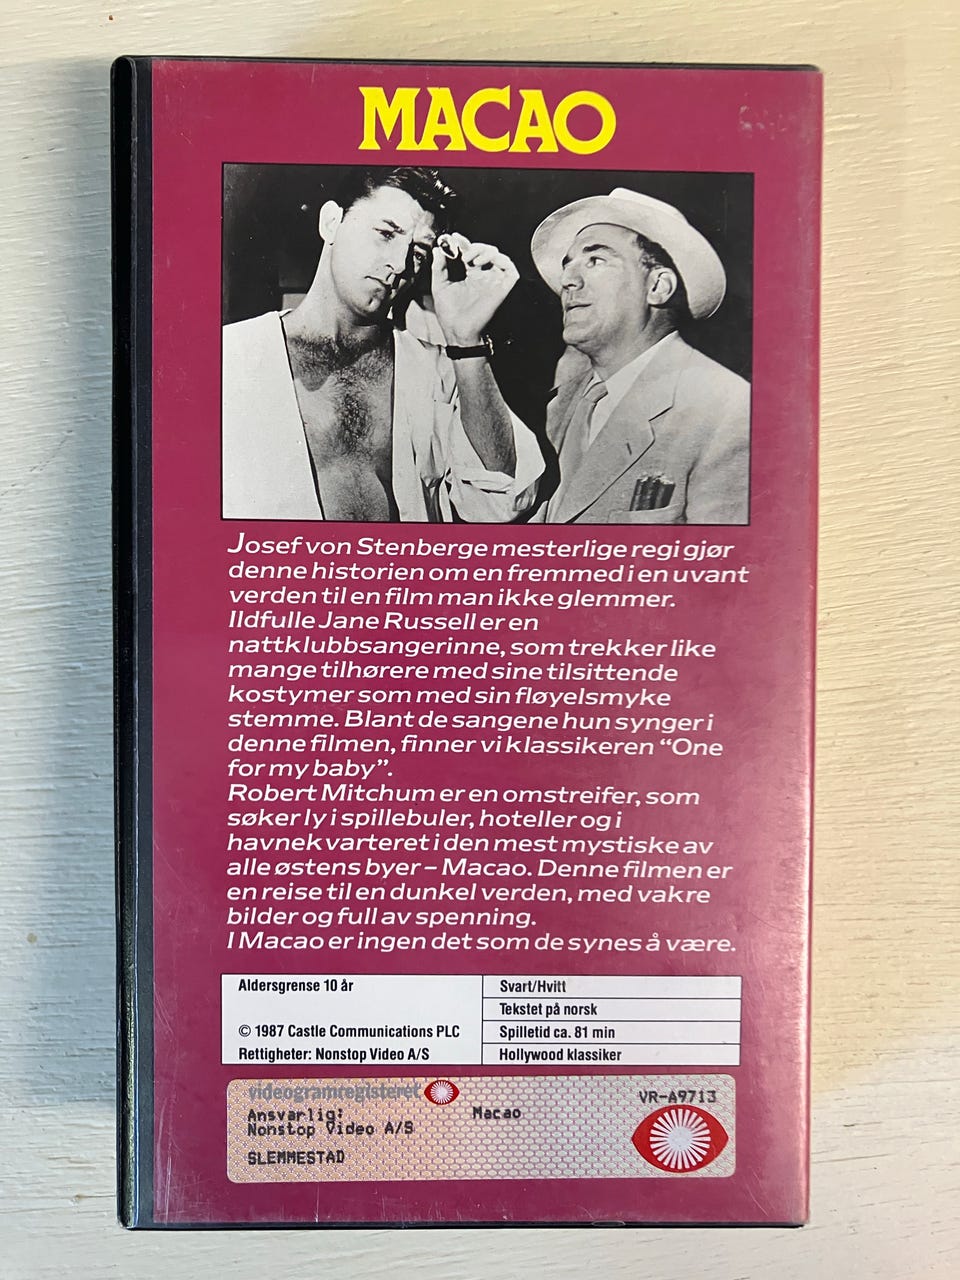 MACAO
Josef von Stenberge mesterlige regi gjør
denne historien om en fremmed i en uvant
verden til en film man ikke glemmer.
Ildfulle Jane Russell er en
nattklubbsangerinne, som trekker like
mange tilhørere med sine tilsittende
kostymer som med sin fløyelsmyke
stemme. Blant de sangene hun synger i
denne filmen, finner vi klassikeren “One
for my baby”.
Robert Mitchum er en omstreifer, som
søker ly i spillebuler, hoteller og i
havnekvarteret i den mest mystiske av
alle østens byer – Macao. Denne filmen er
en reise til en dunkel verden, med vakre
bilder og full av spenning.
I Macao er ingen det som de synes å være.
Aldersgrense 10 år
© 1987 Castle Communications PLC
Rettigheter: Nonstop Video A/S
Svart/Hvitt
Tekstet på norsk
Spilletid ca. 81 min
Hollywood klassiker
videogramregisteret
VR-A9713
Ansvarlig: Macao
Nonstop Video A/S
SLEMMESTAD